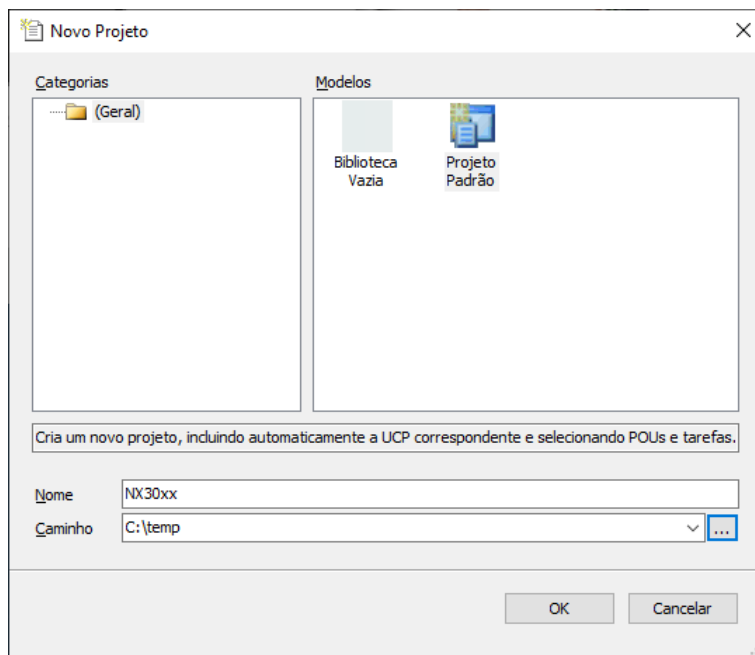 Novo Projeto
Categorias
Modelos
(Geral)
Biblioteca
Vazia
Projeto
Padrão
Cria um novo projeto, incluindo automaticamente a UCP correspondente e selecionando POUs e tarefas.
Nome
NX30xx
Caminho
C:\temp
...
OK
Cancelar